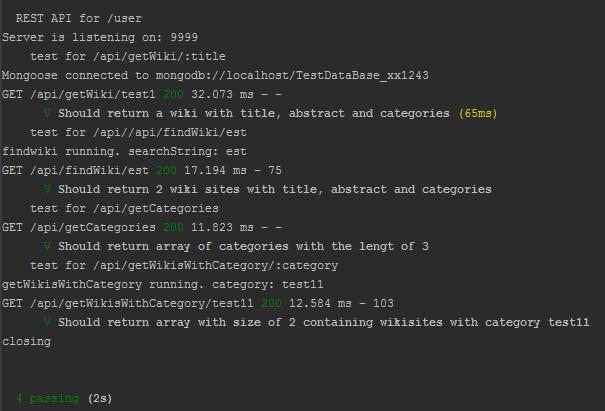 REST API for /user
Server is listening on: 9999
test for /api/getWiki/:title
Mongoose connected to mongodb://localhost/TestDataBase_xx1243
GET /api/getWiki/test1 200 32.073 ms - -
V Should return a wiki with title, abstract and categories (65ms)
test for /api//api/findWiki/est
findwiki running. searchString: est
GET /api/findWiki/est 200 17.194 ms - 75
V Should return 2 wiki sites with title, abstract and categories
test for /api/getCategories
GET /api/getCategories 200 11.823 ms - -
V Should return array of categories with the lengt of 3
test for /api/getWikisWithCategory/:category
getWikisWithCategory running. category: test11
GET /api/getWikisWithCategory/test11 200 12.584 ms - 103
V Should return array with size of 2 containing wikisites with category test11
closing
4 passing (2s)